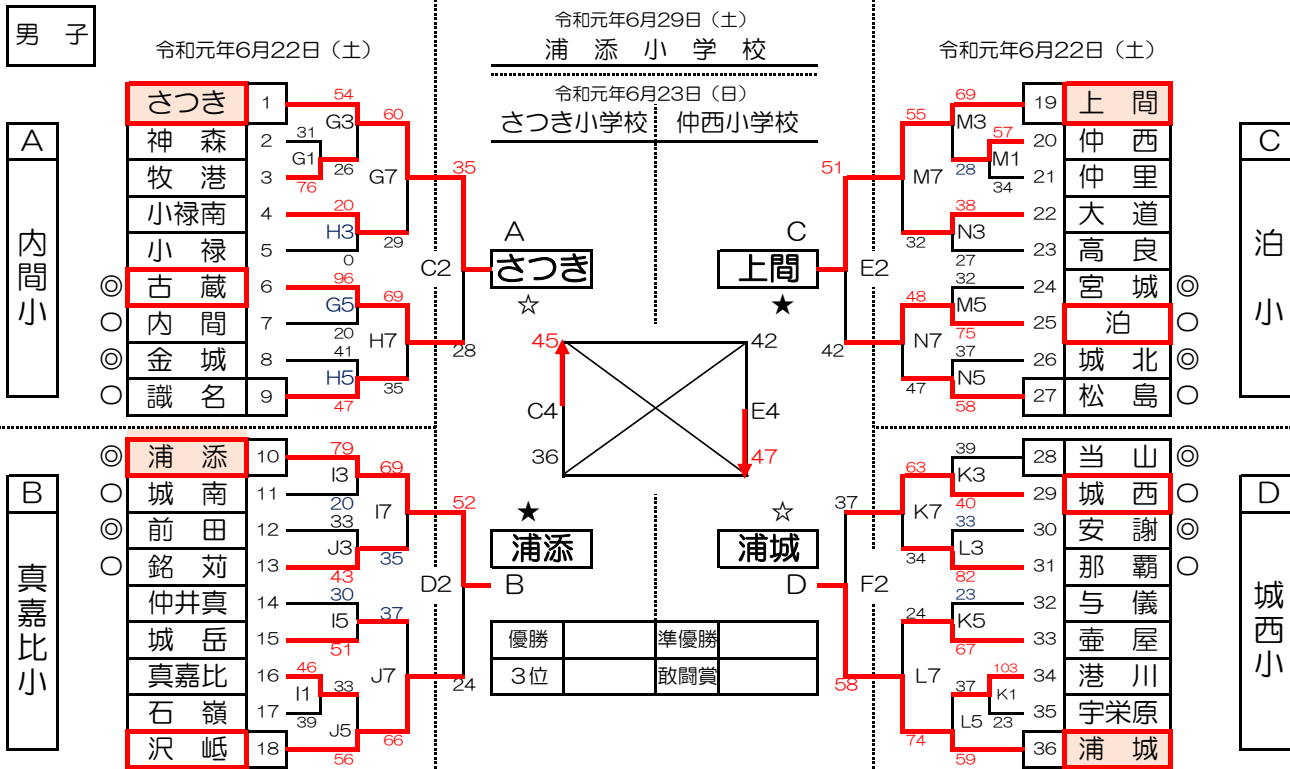 男 子
令和元年6月22日（土）
令和元年6月29日（土）
浦 添 小 学 校
令和元年6月23日（日）
さつき小学校 仲西小学校
令和元年6月22日（土）
A
内間小
さつき 1
神 森 2
牧 港 3
小禄南 4
小 禄 5
◎ 古 蔵 6
○ 内 間 7
◎ 金 城 8
○ 識 名 9
54
G3
31
G1
76
26
60
G7
20
H3
0
29
96
G5
20
69
H7
41
H5
47
35
35
C2
28
B
真嘉比小
◎ 浦 添 10
○ 城 南 11
◎ 前 田 12
○ 銘 苅 13
仲井真 14
城 岳 15
真嘉比 16
石 嶺 17
沢 岻 18
79
I3
20
69
I7
33
J3
43
35
30
I5
51
37
J7
46
I1
39
33
J5
56
66
52
D2
24
A
さつき
☆
C
上間
★
45
42
C4
E4
36
47
★
浦添
B
☆
浦城
D
優勝 準優勝
３位 敢闘賞
C
泊小
19 上 間
20 仲 西
21 仲 里
22 大 道
23 高 良
24 宮 城 ◎
25 泊 ○
26 城 北 ◎
27 松 島 ○
69
M3
57
M1
34
28
55
M7
38
N3
27
32
32
M5
75
48
N7
37
N5
58
47
51
E2
42
D
城西小
28 当 山 ◎
29 城 西 ○
30 安 謝 ◎
31 那 覇 ○
32 与 儀
33 壷 屋
34 港 川
35 宇栄原
36 浦 城
39
K3
40
63
K7
33
L3
82
34
23
K5
67
24
L7
103
K1
23
37
L5
59
74
37
F2
58